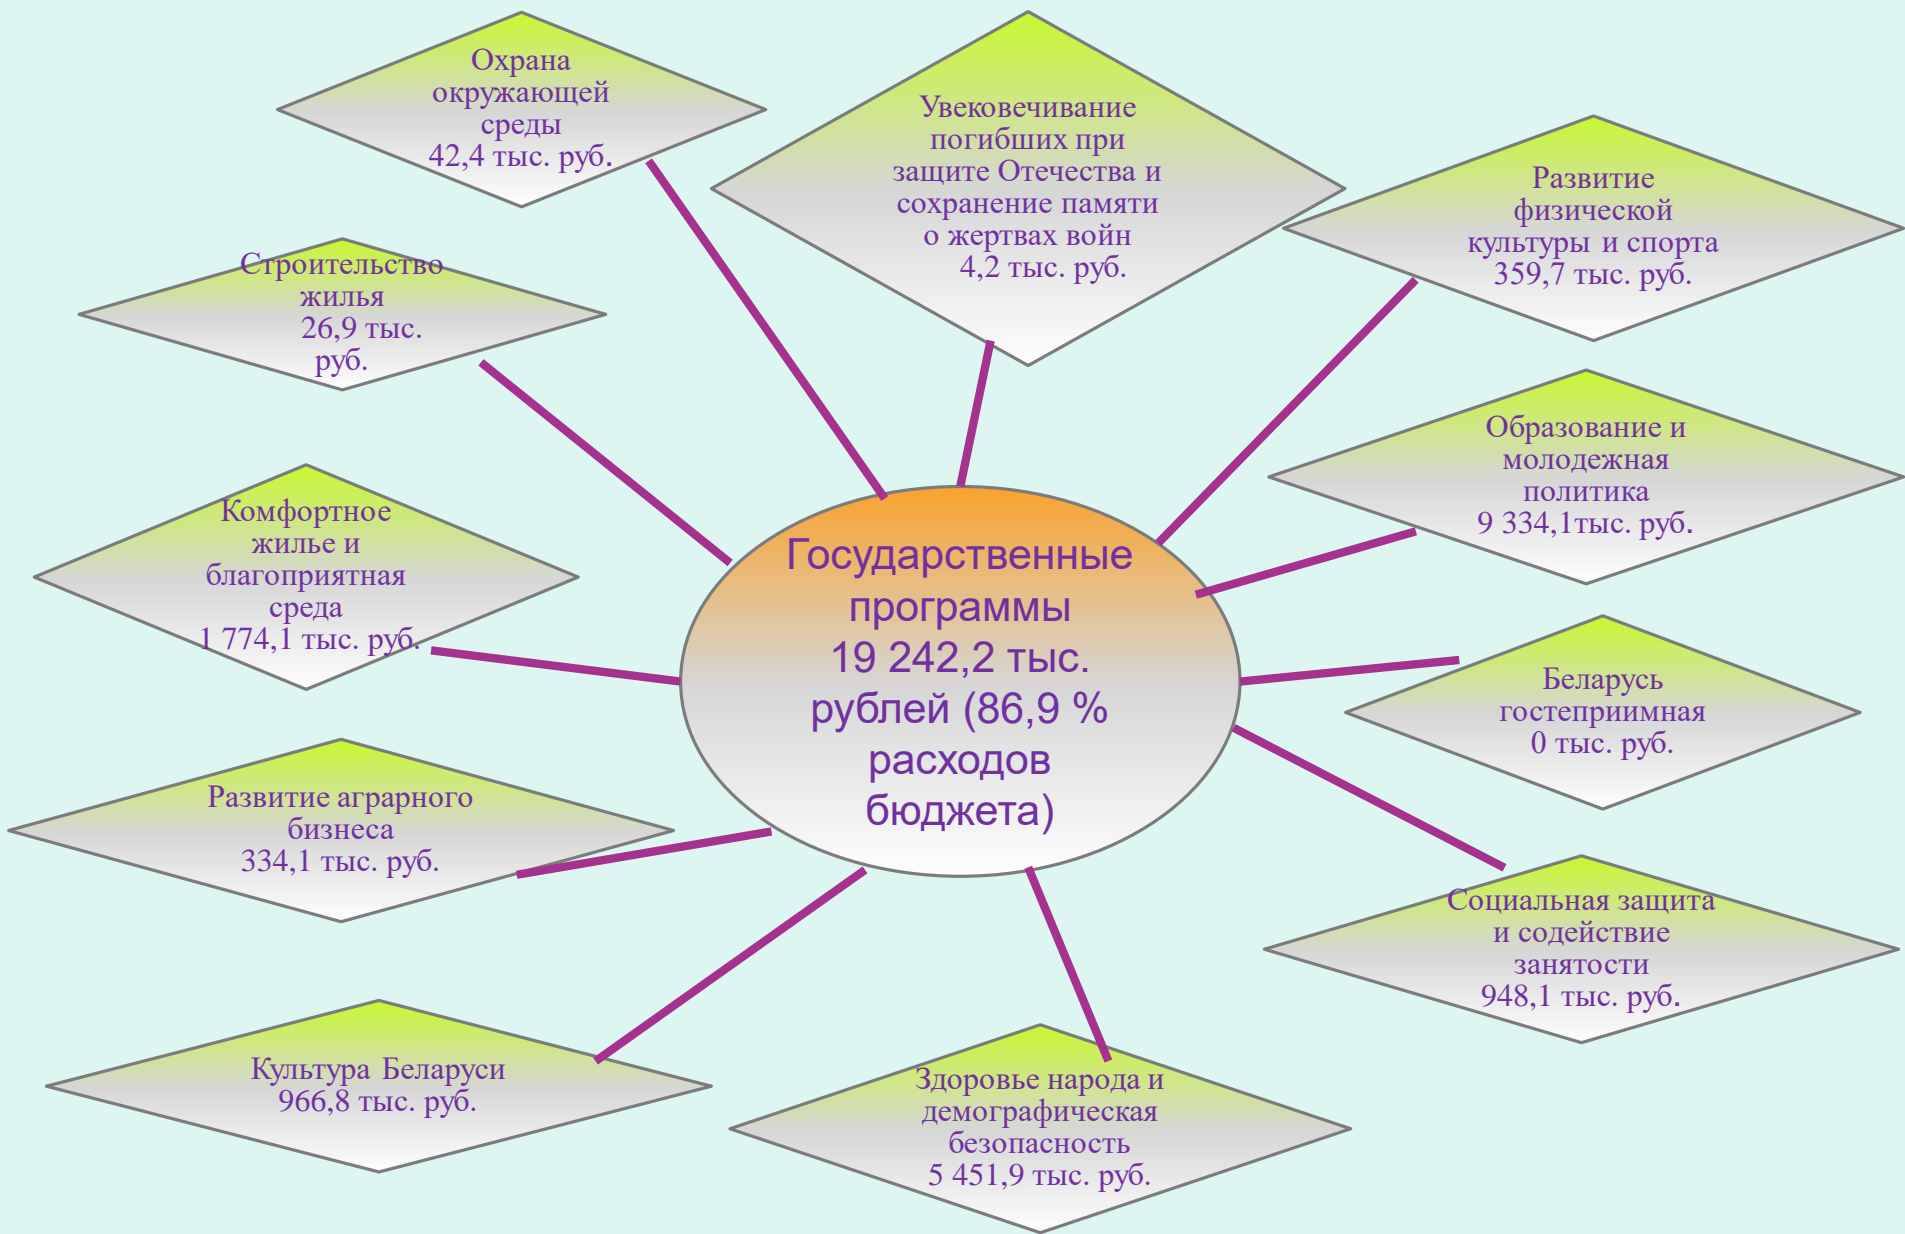 Охрана
окружающей
среды
42,4 тыс. руб.
Увековечивание
погибших при
защите Отечества и
сохранение памяти
о жертвах войн
4,2 тыс. руб.
Развитие
физической
культуры и спорта
359,7 тыс. руб.
Строительство
жилья
26,9 тыс.
руб.
Образование и
молодежная
политика
9 334,1тыс. руб.
Комфортное
жилье и
благоприятная
среда
1 774,1 тыс. руб.
Государственные
программы
19 242,2 тыс.
рублей (86,9 %
расходов
бюджета)
Беларусь
гостеприимная
0 тыс. руб.
Развитие аграрного
бизнеса
334,1 тыс. руб.
Социальная защита
и содействие
занятости
948,1 тыс. руб.
Культура Беларуси
966,8 тыс. руб.
Здоровье народа и
демографическая
безопасность
5 451,9 тыс. руб.